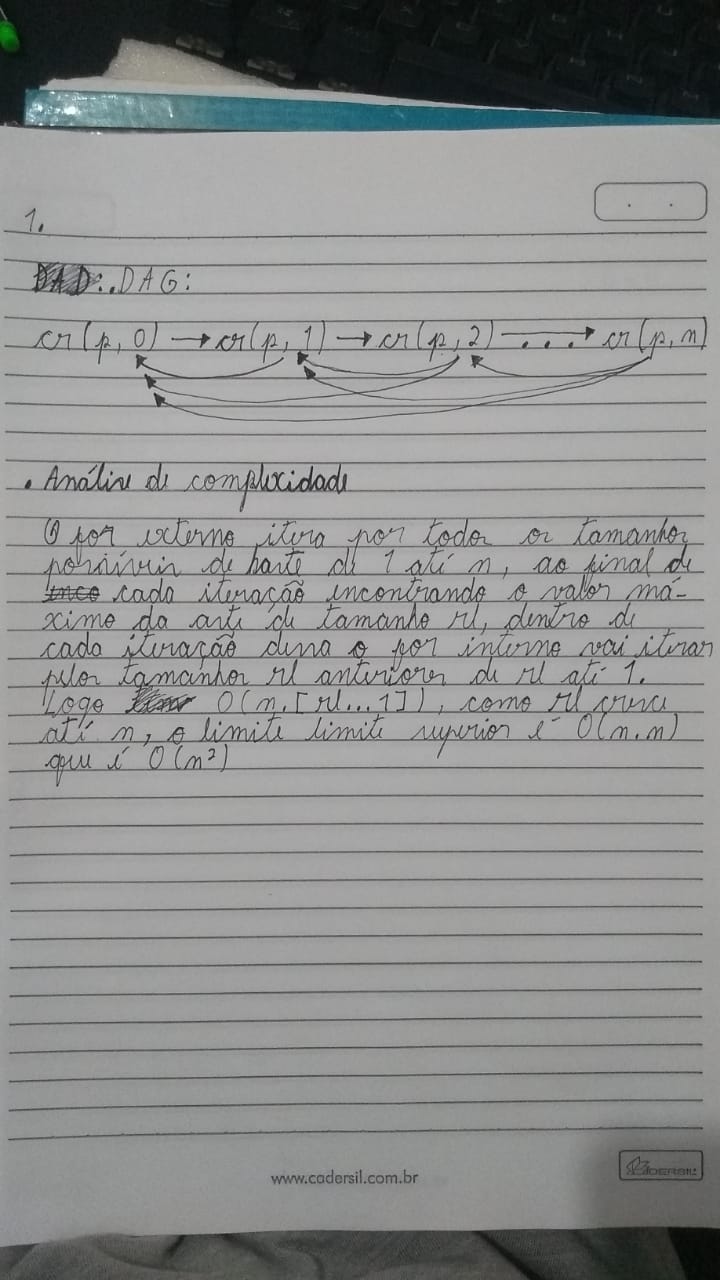 1.
DAD:.. DAG:
cr(p, 0) → cr(p, 1) → cr(p, 2) → ... cr(p, n)
• Análise de complexidade
O for externo itera por todos os tamanhos
possíveis de haste de 1 até n, ao final de
cada iteração encontrando o valor má-
ximo da arte de tamanho rl, dentro de
cada iteração dessa o for interno vai iterar
pelos tamanhos rl anteriores de rl até 1.
Logo O(n.[rl...1]), como rl cresce
até n, o limite limite superior é O(n.n)
que é O(n²)
www.cadersil.com.br
CADERSIL